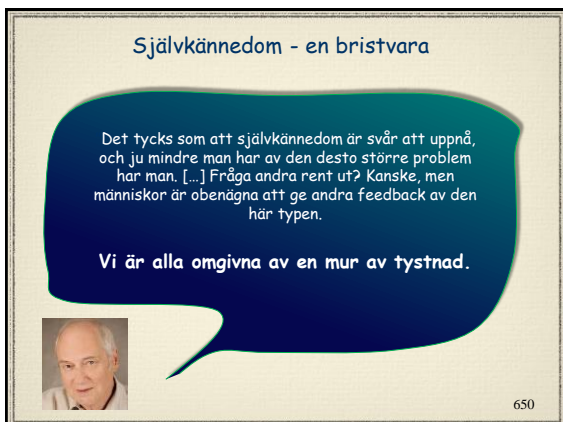 Självkännedom - en bristvara
Det tycks som att självkännedom är svår att uppnå,
och ju mindre man har av den desto större problem
har man. […] Fråga andra rent ut? Kanske, men
människor är obenägna att ge andra feedback av den
här typen.
Vi är alla omgivna av en mur av tystnad.
650